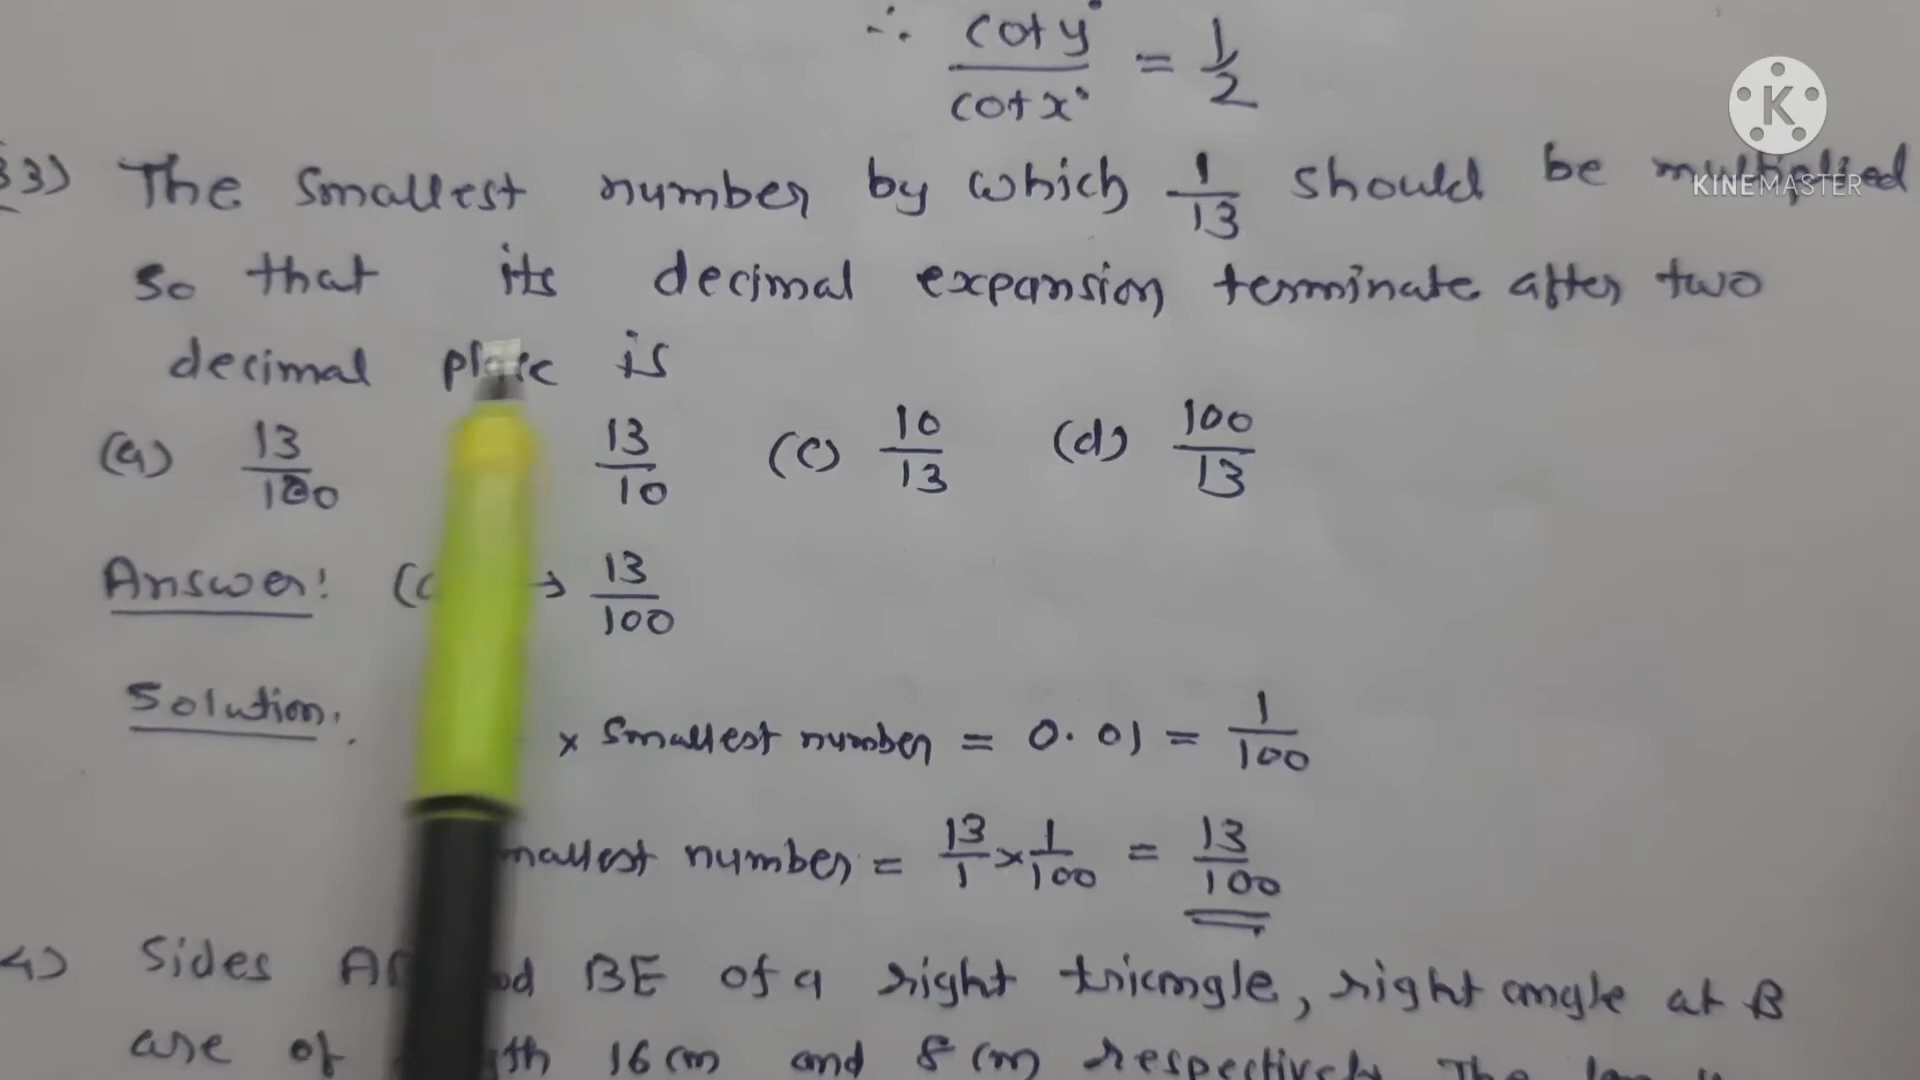 ∴ cot y° / cot x° = 1/2
33) The smallest number by which 1/13 should be multiplied
KINEMASTER
so that its decimal expansion terminate after two
decimal place is
(a) 13/100 13/10 (c) 10/13 (d) 100/13
Answer: → 13/100
Solution:
× smallest number = 0.01 = 1/100
smallest number = 13/1 × 1/100 = 13/100
4) Sides BE of a right triangle, right angle at B
are of 16 cm and 8 cm respectively. The